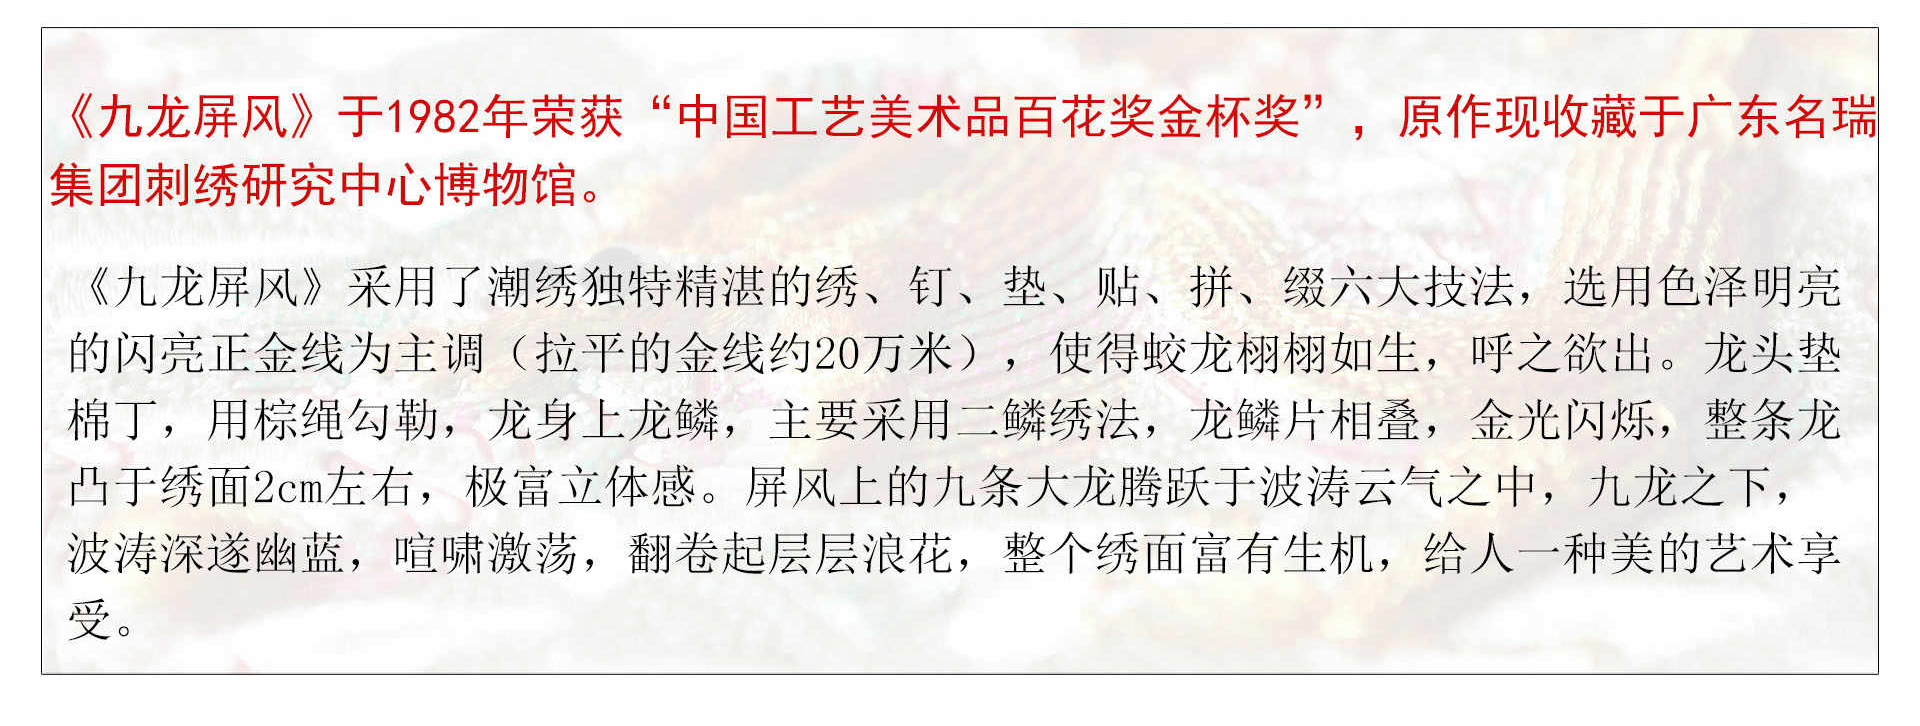 《九龙屏风》于1982年荣获“中国工艺美术品百花奖金杯奖”，原作现收藏于广东名瑞
集团刺绣研究中心博物馆。
《九龙屏风》采用了潮绣独特精湛的绣、钉、垫、贴、拼、缀六大技法，选用色泽明亮
的闪亮正金线为主调（拉平的金线约20万米），使得蛟龙栩栩如生，呼之欲出。龙头垫
棉丁，用棕绳勾勒，龙身上龙鳞，主要采用二鳞绣法，龙鳞片相叠，金光闪烁，整条龙
凸于绣面2cm左右，极富立体感。屏风上的九条大龙腾跃于波涛云气之中，九龙之下，
波涛深遂幽蓝，喧啸激荡，翻卷起层层浪花，整个绣面富有生机，给人一种美的艺术享
受。